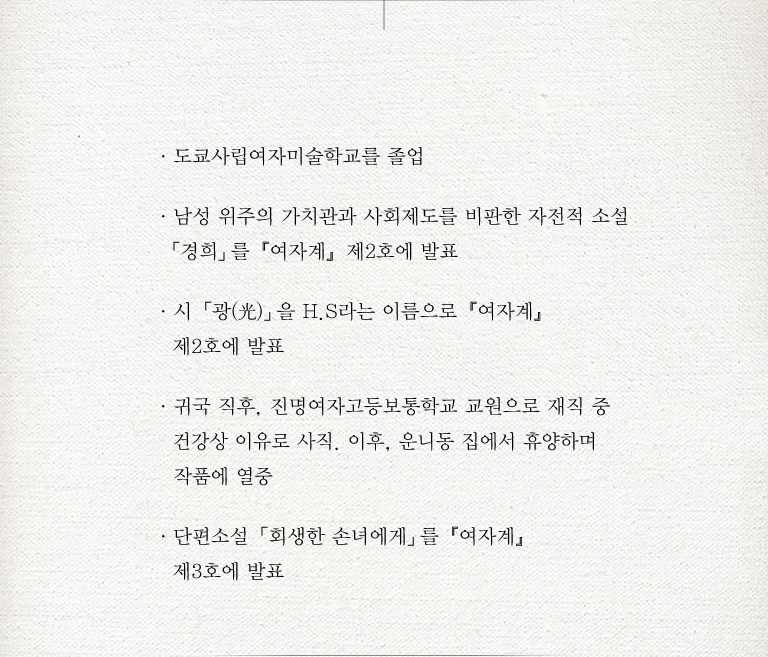 · 도쿄사립여자미술학교를 졸업
· 남성 위주의 가치관과 사회제도를 비판한 자전적 소설
「경희」를 『여자계』 제2호에 발표
· 시 「광(光)」을 H.S라는 이름으로 『여자계』
제2호에 발표
· 귀국 직후, 진명여자고등보통학교 교원으로 재직 중
건강상 이유로 사직. 이후, 운니동 집에서 휴양하며
작품에 열중
· 단편소설 「회생한 손녀에게」를 『여자계』
제3호에 발표